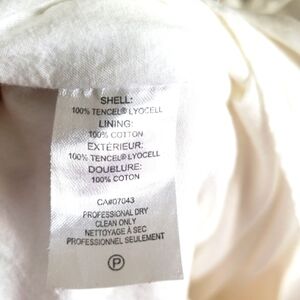 SHELL:
100% TENCEL® LYOCELL
LINING:
100% COTTON
EXTÉRIEUR:
100% TENCEL® LYOCELL
DOUBLURE:
100% COTON
CA#07043
PROFESSIONAL DRY
CLEAN ONLY
NETTOYAGE À SEC
PROFESSIONNEL SEULEMENT
P